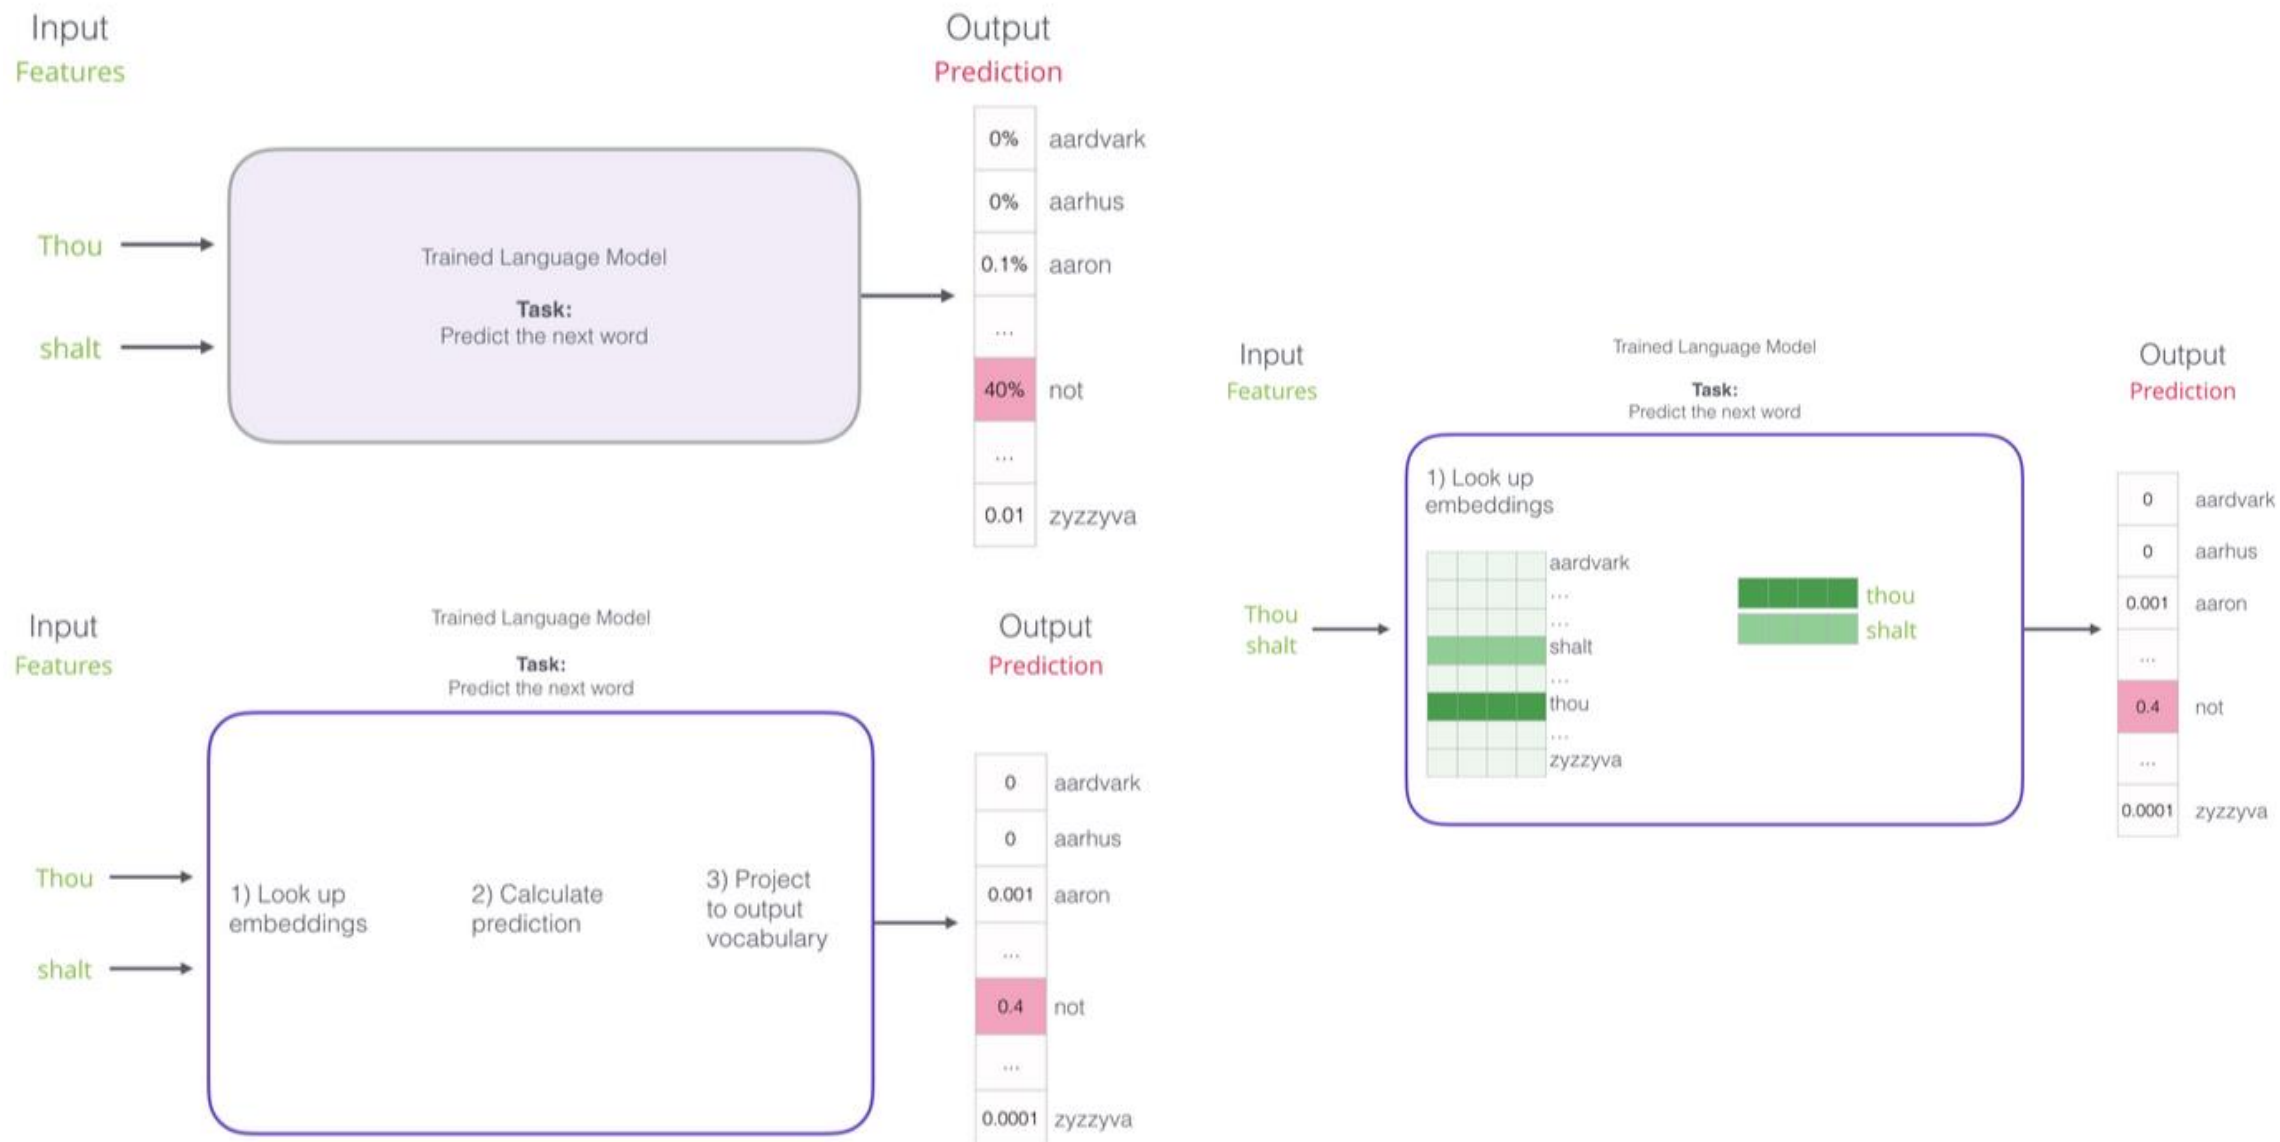 Input
Features
Output
Prediction
Thou
shalt
Trained Language Model
Task:
Predict the next word
0% aardvark
0% aarhus
0.1% aaron
...
40% not
...
0.01 zyzzyva
Input
Features
Trained Language Model
Task:
Predict the next word
Output
Prediction
Thou
shalt
1) Look up
embeddings
2) Calculate
prediction
3) Project
to output
vocabulary
0 aardvark
0 aarhus
0.001 aaron
...
0.4 not
...
0.0001 zyzzyva
Input
Features
Trained Language Model
Task:
Predict the next word
Output
Prediction
Thou
shalt
1) Look up
embeddings
aardvark
...
...
shalt
...
thou
...
zyzzyva
thou
shalt
0 aardvark
0 aarhus
0.001 aaron
...
0.4 not
...
0.0001 zyzzyva